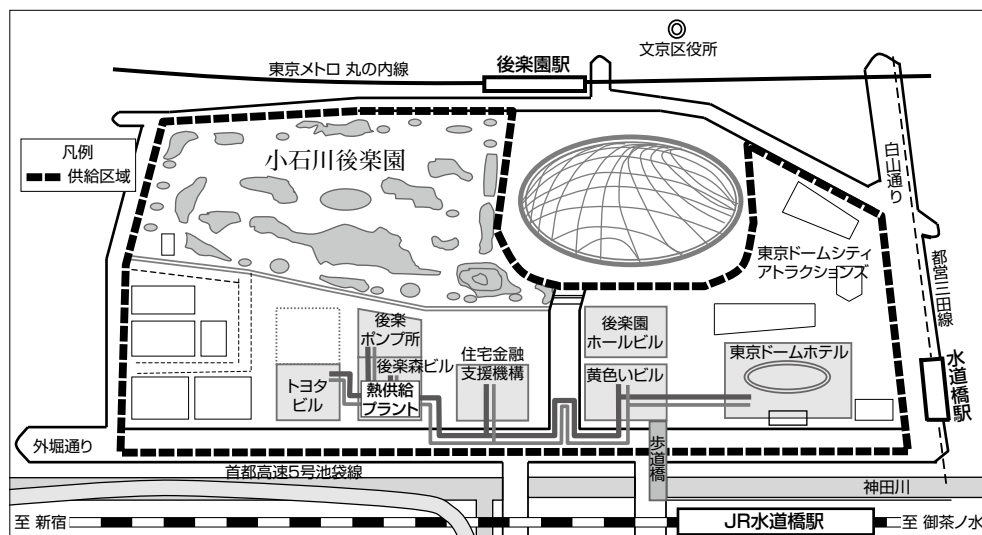 文京区役所
東京メトロ 丸の内線
後楽園駅
凡例
供給区域
小石川後楽園
白山通り
東京ドームシティ
アトラクションズ
都営三田線
後楽
ポンプ所
後楽園
ホールビル
後楽森ビル
住宅金融
支援機構
東京ドームホテル
トヨタ
ビル
熱供給
プラント
黄色いビル
水道橋駅
外堀通り
歩道橋
首都高速5号池袋線
神田川
至 新宿
JR水道橋駅
至 御茶ノ水